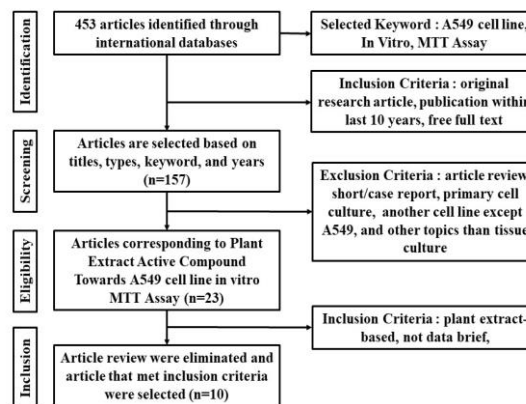 Identification
453 articles identified through
international databases
Selected Keyword : A549 cell line,
In Vitro, MTT Assay
Inclusion Criteria : original
research article, publication within
last 10 years, free full text
Screening
Articles are selected based on
titles, types, keyword, and years
(n=157)
Exclusion Criteria : article review,
short/case report, primary cell
culture, another cell line except
A549, and other topics than tissue
culture
Eligibility
Articles corresponding to Plant
Extract Active Compound
Towards A549 cell line in vitro
MTT Assay (n=23)
Inclusion Criteria : plant extract-
based, not data brief,
Inclusion
Article review were eliminated and
article that met inclusion criteria
were selected (n=10)